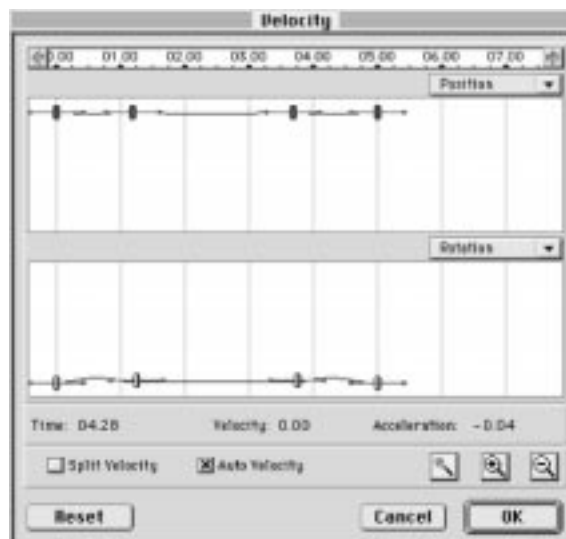 Velocity
0.00 01.00 02.00 03.00 04.00 05.00 06.00 07.00
Position
Rotation
Time: 04.28 Velocity: 0.00 Acceleration: -0.04
Split Velocity Auto Velocity
Reset Cancel OK